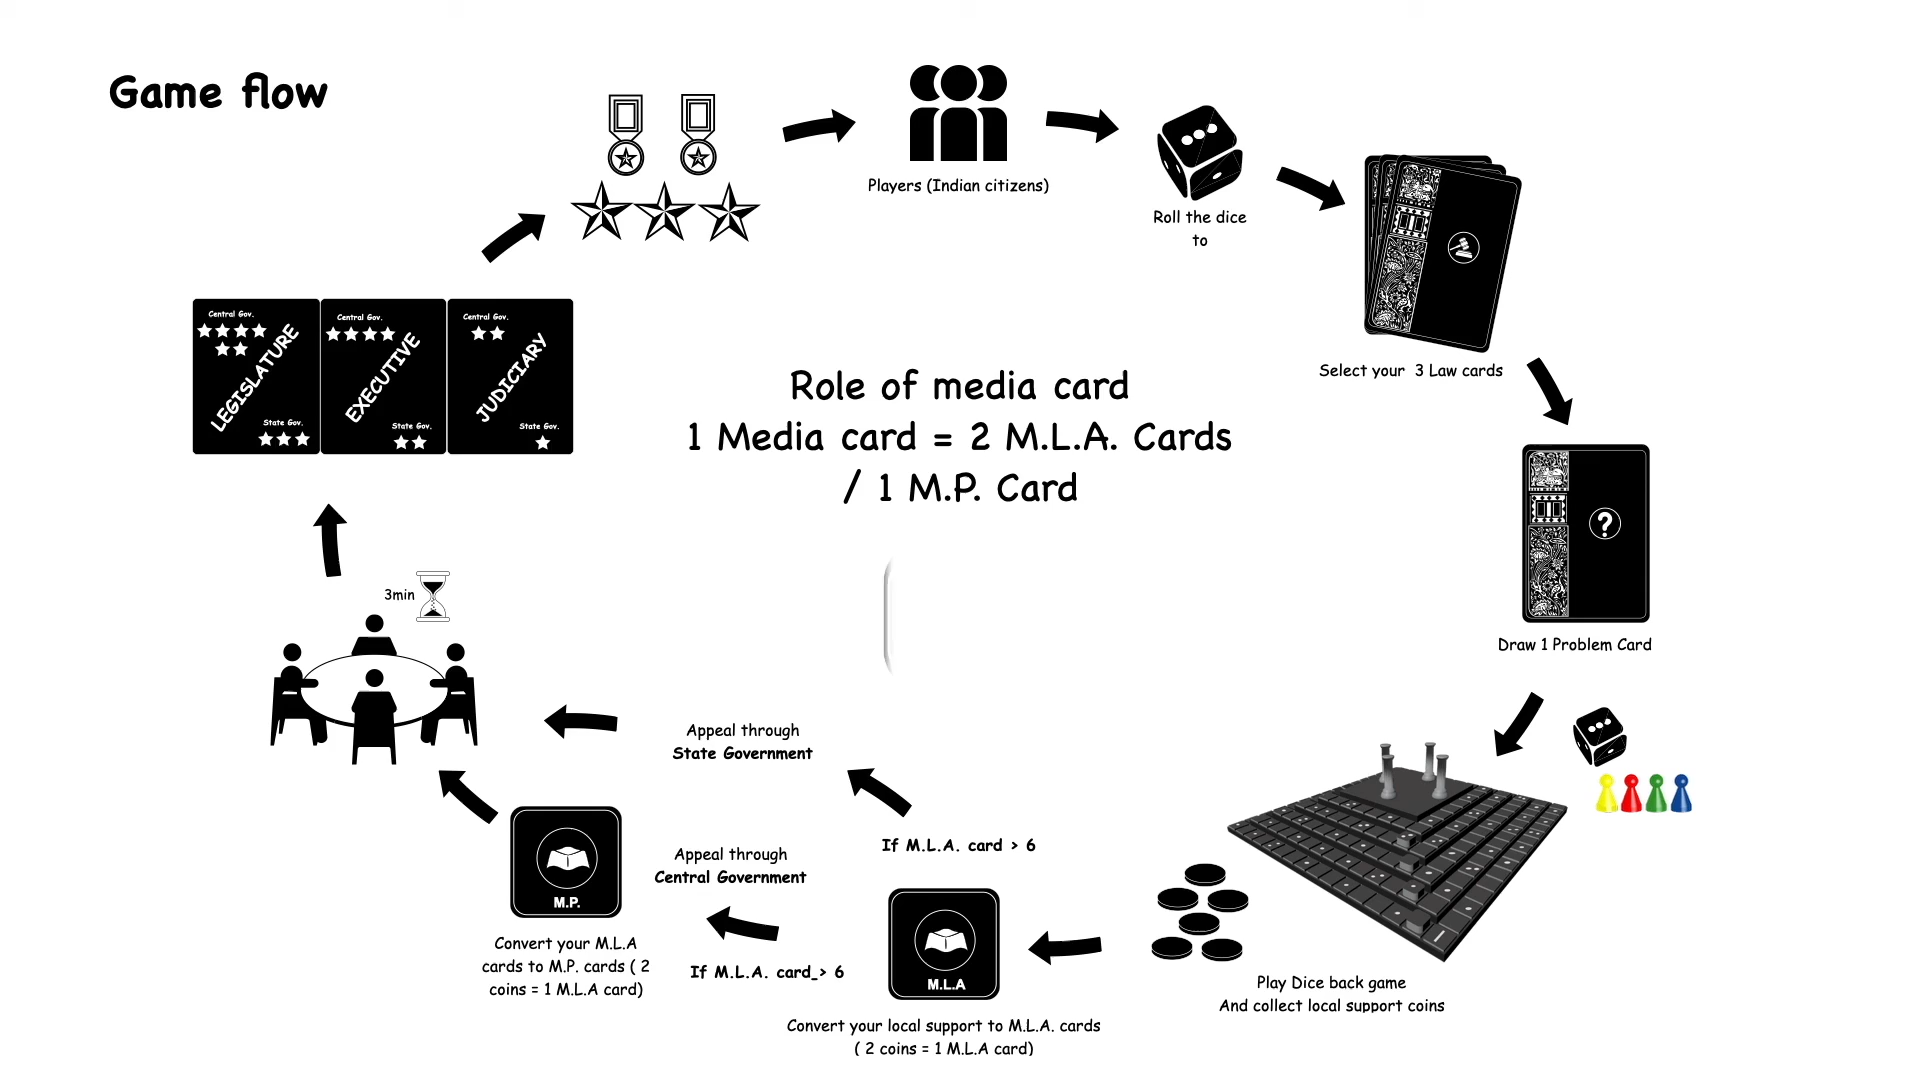 Game flow
Players (Indian citizens)
Roll the dice
to
Select your 3 Law cards
Draw 1 Problem Card
Play Dice back game
And collect local support coins
M.L.A
Convert your local support to M.L.A. cards
( 2 coins = 1 M.L.A card)
If M.L.A. card > 6
Appeal through
State Government
If M.L.A. card_> 6
Appeal through
Central Government
M.P.
Convert your M.L.A
cards to M.P. cards ( 2
coins = 1 M.L.A card)
3min
Central Gov.
LEGISLATURE
State Gov.
Central Gov.
EXECUTIVE
State Gov.
Central Gov.
JUDICIARY
State Gov.
Role of media card
1 Media card = 2 M.L.A. Cards
/ 1 M.P. Card